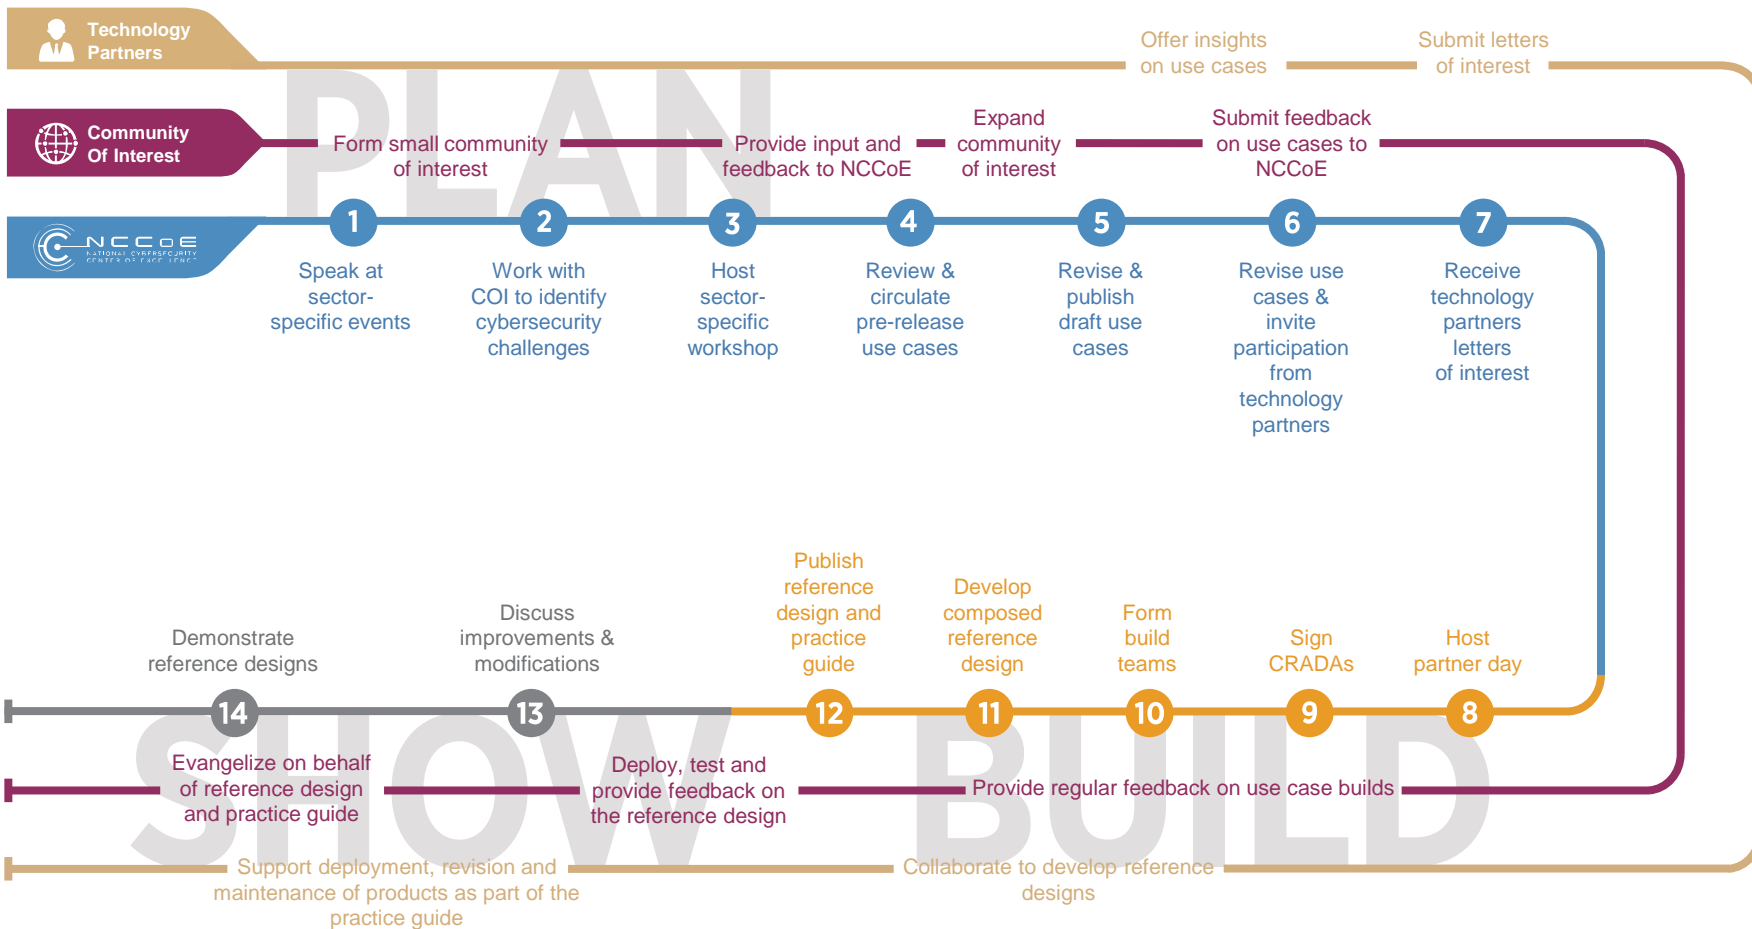 Technology
Partners
Offer insights
on use cases
Submit letters
of interest
PLAN
Community
Of Interest
Form small community
of interest
Provide input and
feedback to NCCoE
Expand
community
of interest
Submit feedback
on use cases to
NCCoE
NCCoE
NATIONAL CYBERSECURITY
CENTER OF EXCELLENCE
1
Speak at
sector-
specific events
2
Work with
COI to identify
cybersecurity
challenges
3
Host
sector-
specific
workshop
4
Review &
circulate
pre-release
use cases
5
Revise &
publish
draft use
cases
6
Revise use
cases &
invite
participation
from
technology
partners
7
Receive
technology
partners
letters
of interest
Demonstrate
reference designs
14
Discuss
improvements &
modifications
13
Publish
reference
design and
practice
guide
12
Develop
composed
reference
design
11
Form
build
teams
10
Sign
CRADAs
9
Host
partner day
8
SHOW
BUILD
Evangelize on behalf
of reference design
and practice guide
Deploy, test and
provide feedback on
the reference design
Provide regular feedback on use case builds
Support deployment, revision and
maintenance of products as part of the
practice guide
Collaborate to develop reference
designs